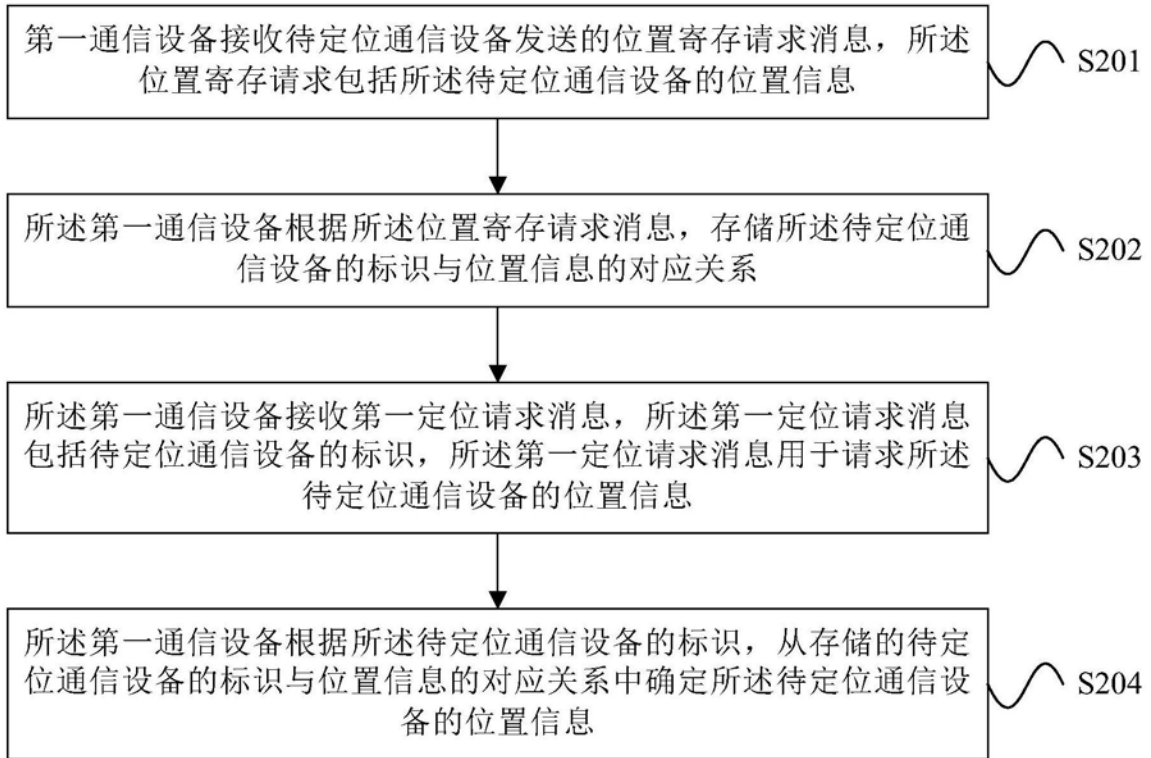 第一通信设备接收待定位通信设备发送的位置寄存请求消息，所述
位置寄存请求包括所述待定位通信设备的位置信息
S201
所述第一通信设备根据所述位置寄存请求消息，存储所述待定位通
信设备的标识与位置信息的对应关系
S202
所述第一通信设备接收第一定位请求消息，所述第一定位请求消息
包括待定位通信设备的标识，所述第一定位请求消息用于请求所述
待定位通信设备的位置信息
S203
所述第一通信设备根据所述待定位通信设备的标识，从存储的待定
位通信设备的标识与位置信息的对应关系中确定所述待定位通信设
备的位置信息
S204